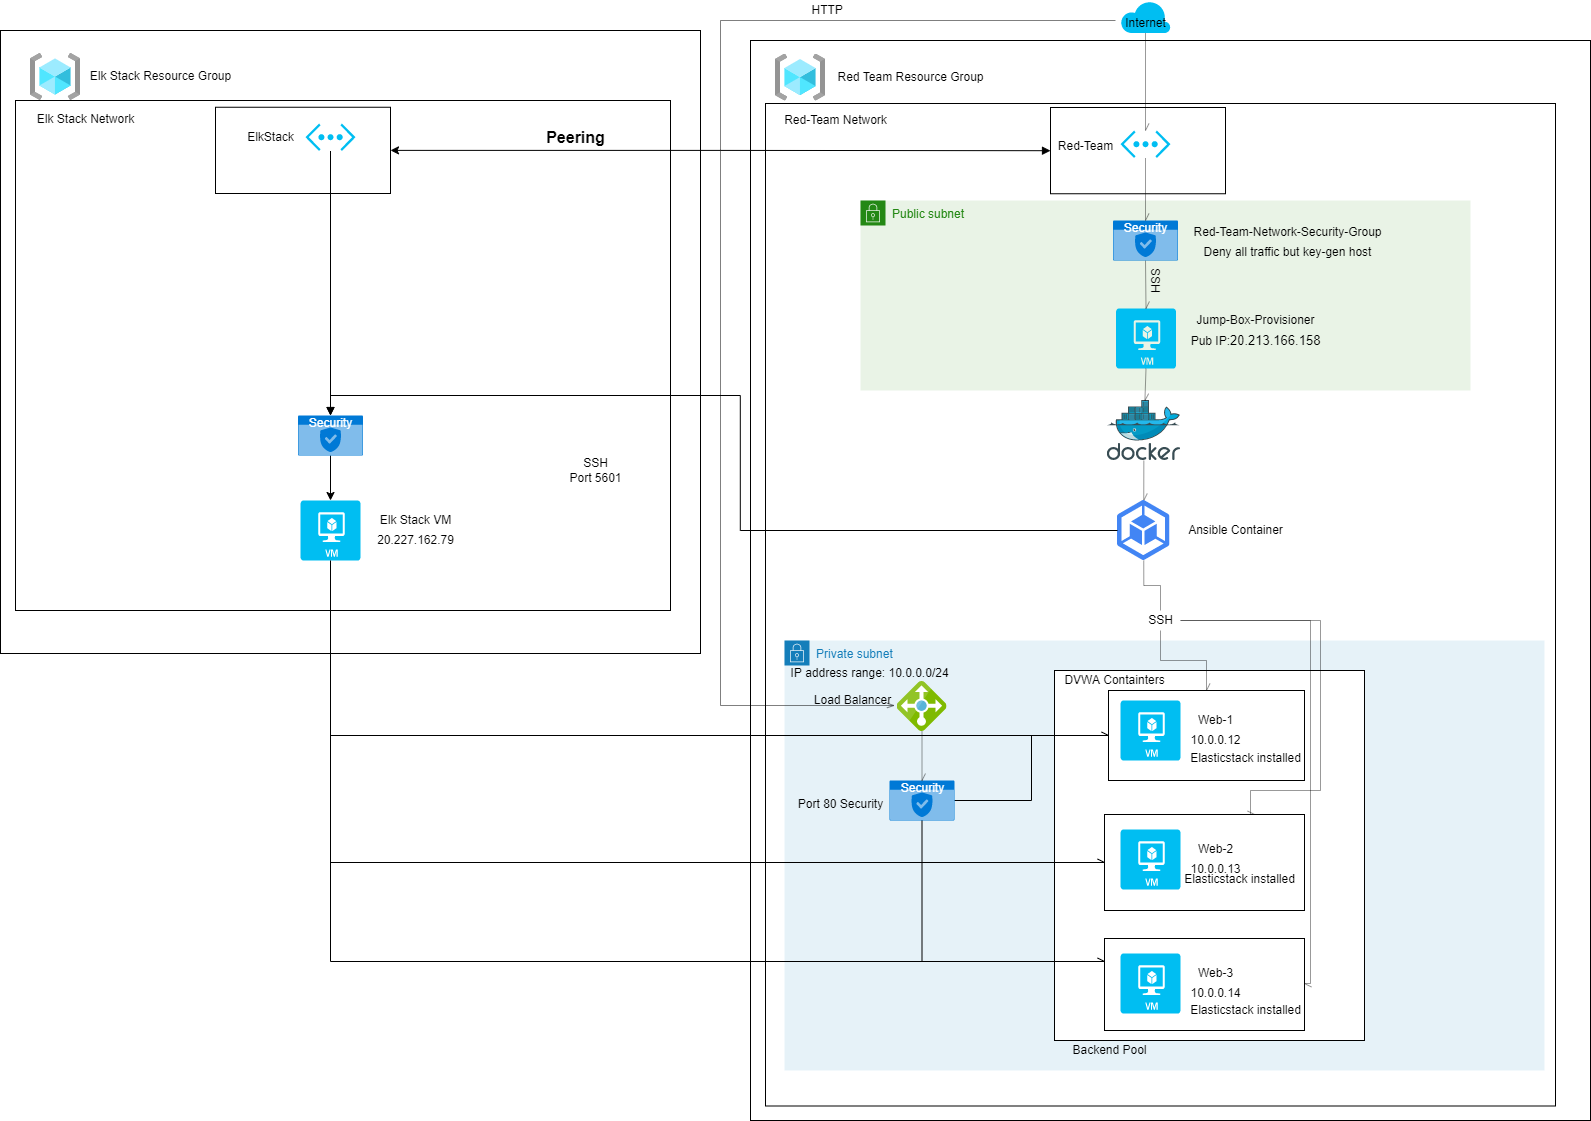 HTTP
Internet
Elk Stack Resource Group
Red Team Resource Group
Elk Stack Network
Red-Team Network
ElkStack
Peering
Red-Team
Public subnet
Security
Red-Team-Network-Security-Group
Deny all traffic but key-gen host
SSH
Jump-Box-Provisioner
Pub IP:20.213.166.158
VM
docker
Security
SSH
Port 5601
Elk Stack VM
20.227.162.79
VM
Ansible Container
SSH
Private subnet
IP address range: 10.0.0.0/24
Load Balancer
DVWA Containters
Web-1
10.0.0.12
Elasticstack installed
VM
Security
Port 80 Security
Web-2
10.0.0.13
Elasticstack installed
VM
Web-3
10.0.0.14
Elasticstack installed
VM
Backend Pool